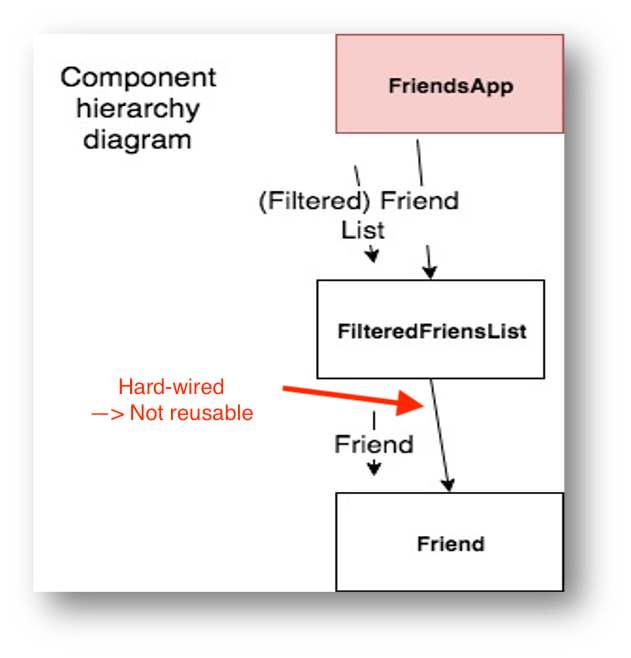 Component
hierarchy
diagram
FriendsApp
(Filtered) Friend
List
FilteredFriensList
Hard-wired
—> Not reusable
Friend
Friend